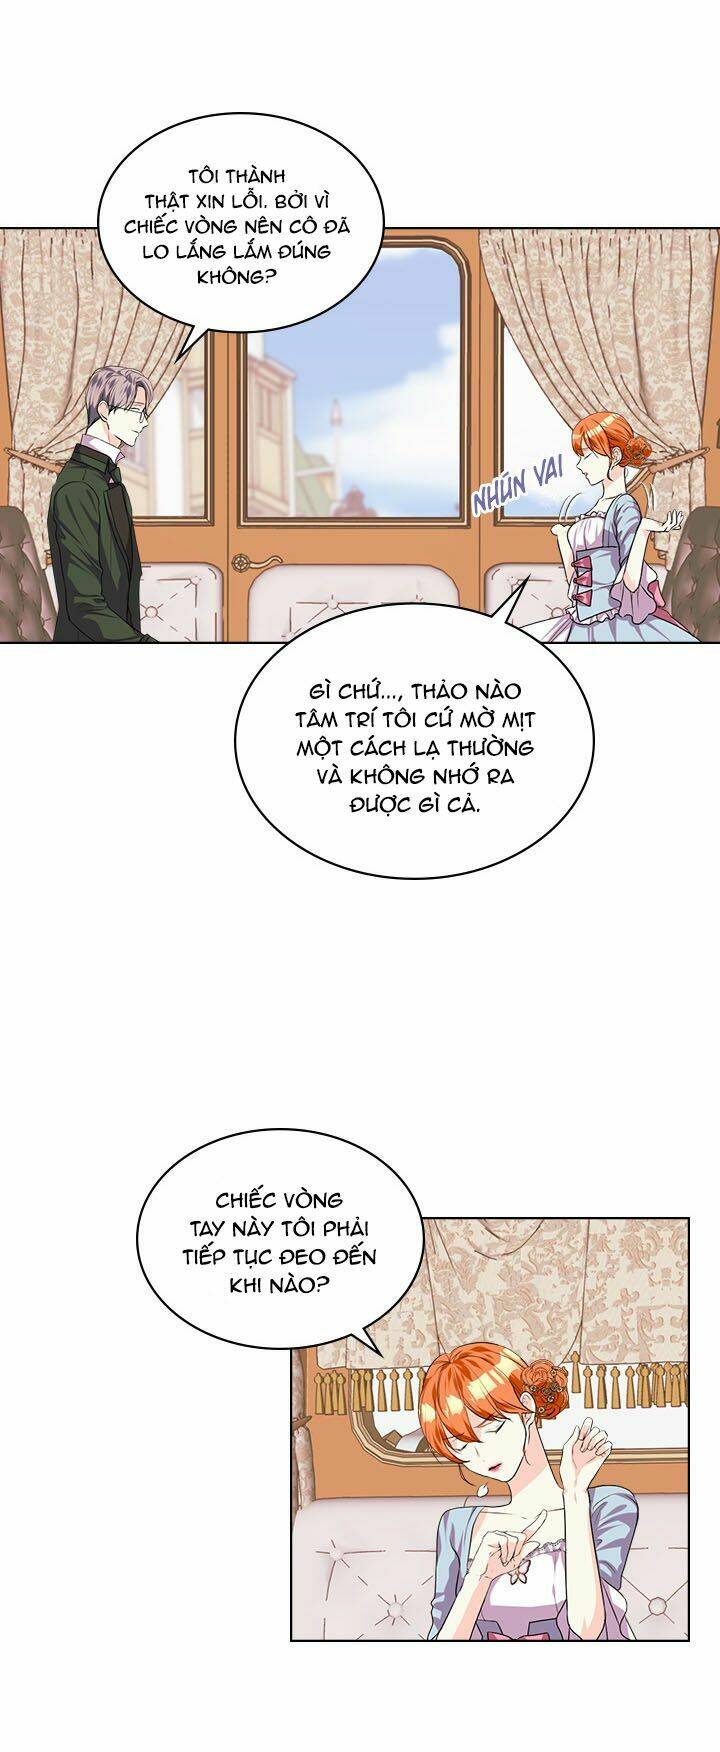 TÔI THÀNH
THẬT XIN LỖI. BỞI VÌ
CHIẾC VÒNG NÊN CÔ ĐÃ
LO LẮNG LẮM ĐÚNG
KHÔNG?
NHÚN VAI
GÌ CHỨ..., THẢO NÀO
TÂM TRÍ TÔI CỨ MỜ MỊT
MỘT CÁCH LẠ THƯỜNG
VÀ KHÔNG NHỚ RA
ĐƯỢC GÌ CẢ.
CHIẾC VÒNG
TAY NÀY TÔI PHẢI
TIẾP TỤC ĐEO ĐẾN
KHI NÀO?